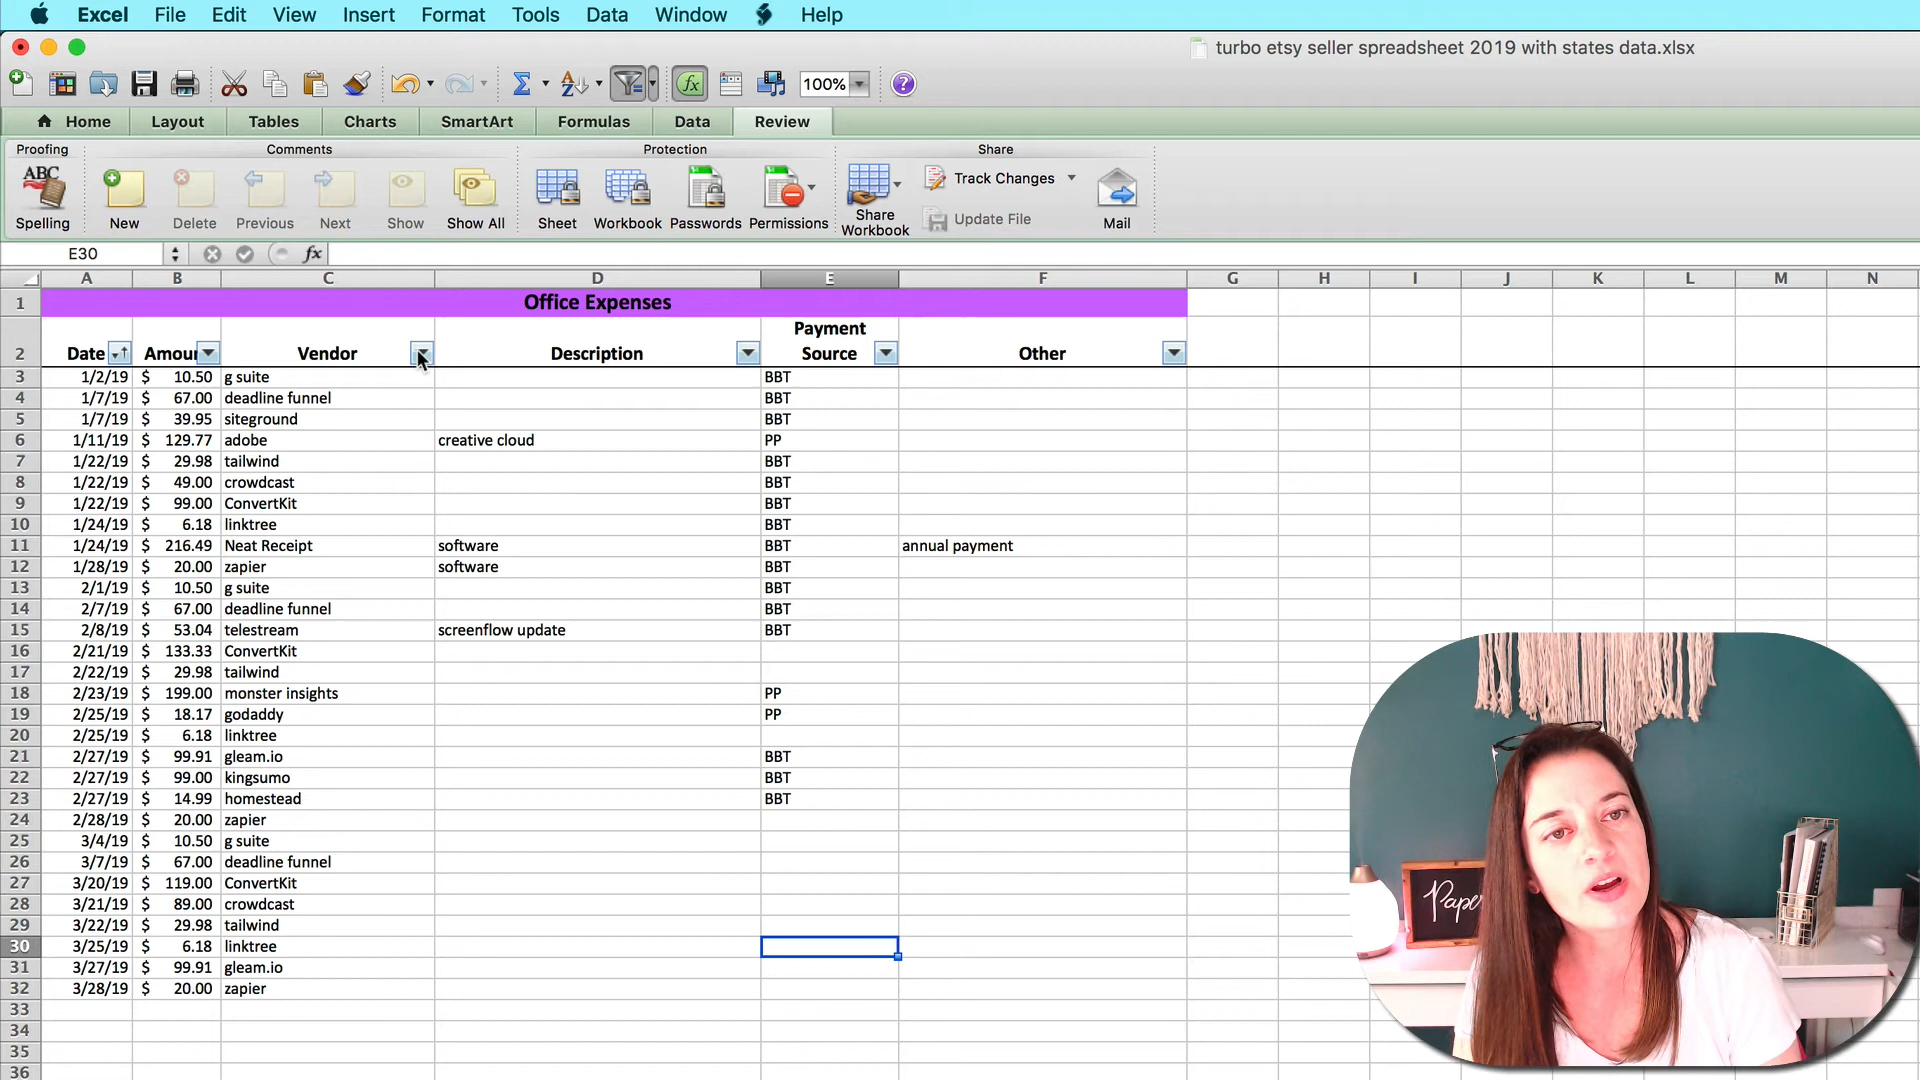 Excel File Edit View Insert Format Tools Data Window Help
turbo etsy seller spreadsheet 2019 with states data.xlsx
100%
Home Layout Tables Charts SmartArt Formulas Data Review
Proofing Comments Protection Share
ABC
Spelling New Delete Previous Next Show Show All Sheet Workbook Passwords Permissions Share Workbook Track Changes Update File Mail
E30 fx
A B C D E F G H I J K L M N
1 Office Expenses
2 Date Amour Vendor Description Payment Source Other
3 1/2/19 $ 10.50 g suite BBT
4 1/7/19 $ 67.00 deadline funnel BBT
5 1/7/19 $ 39.95 siteground BBT
6 1/11/19 $ 129.77 adobe creative cloud PP
7 1/22/19 $ 29.98 tailwind BBT
8 1/22/19 $ 49.00 crowdcast BBT
9 1/22/19 $ 99.00 ConvertKit BBT
10 1/24/19 $ 6.18 linktree BBT
11 1/24/19 $ 216.49 Neat Receipt software BBT annual payment
12 1/28/19 $ 20.00 zapier software BBT
13 2/1/19 $ 10.50 g suite BBT
14 2/7/19 $ 67.00 deadline funnel BBT
15 2/8/19 $ 53.04 telestream screenflow update BBT
16 2/21/19 $ 133.33 ConvertKit
17 2/22/19 $ 29.98 tailwind
18 2/23/19 $ 199.00 monster insights PP
19 2/25/19 $ 18.17 godaddy PP
20 2/25/19 $ 6.18 linktree
21 2/27/19 $ 99.91 gleam.io BBT
22 2/27/19 $ 99.00 kingsumo BBT
23 2/27/19 $ 14.99 homestead BBT
24 2/28/19 $ 20.00 zapier
25 3/4/19 $ 10.50 g suite
26 3/7/19 $ 67.00 deadline funnel
27 3/20/19 $ 119.00 ConvertKit
28 3/21/19 $ 89.00 crowdcast
29 3/22/19 $ 29.98 tailwind
30 3/25/19 $ 6.18 linktree
31 3/27/19 $ 99.91 gleam.io
32 3/28/19 $ 20.00 zapier
33
34
35
36
Pape